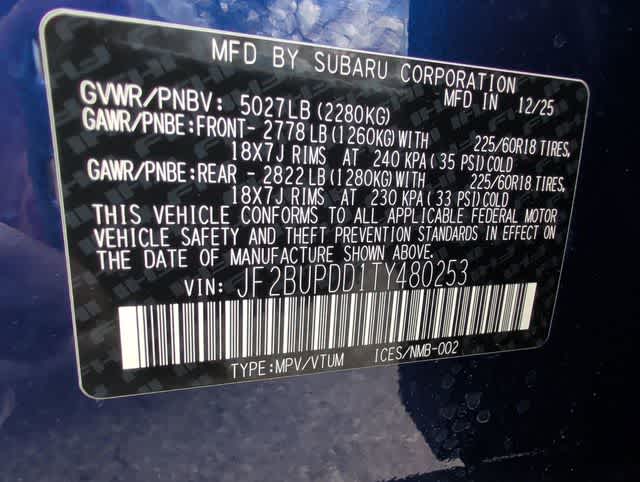 MFD BY SUBARU CORPORATION
MFD IN 12/25
GVWR/PNBV: 5027LB (2280KG)
GAWR/PNBE:FRONT- 2778 LB (1260KG) WITH 225/60R18 TIRES,
18X7J RIMS AT 240 KPA (35 PSI) COLD
GAWR/PNBE:REAR - 2822 LB (1280KG) WITH 225/60R18 TIRES,
18X7J RIMS AT 230 KPA (33 PSI) COLD
THIS VEHICLE CONFORMS TO ALL APPLICABLE FEDERAL MOTOR
VEHICLE SAFETY AND THEFT PREVENTION STANDARDS IN EFFECT ON
THE DATE OF MANUFACTURE SHOWN ABOVE.
VIN: JF2BUPDD1TY480253
TYPE:MPV/VTUM ICES/NMB-002